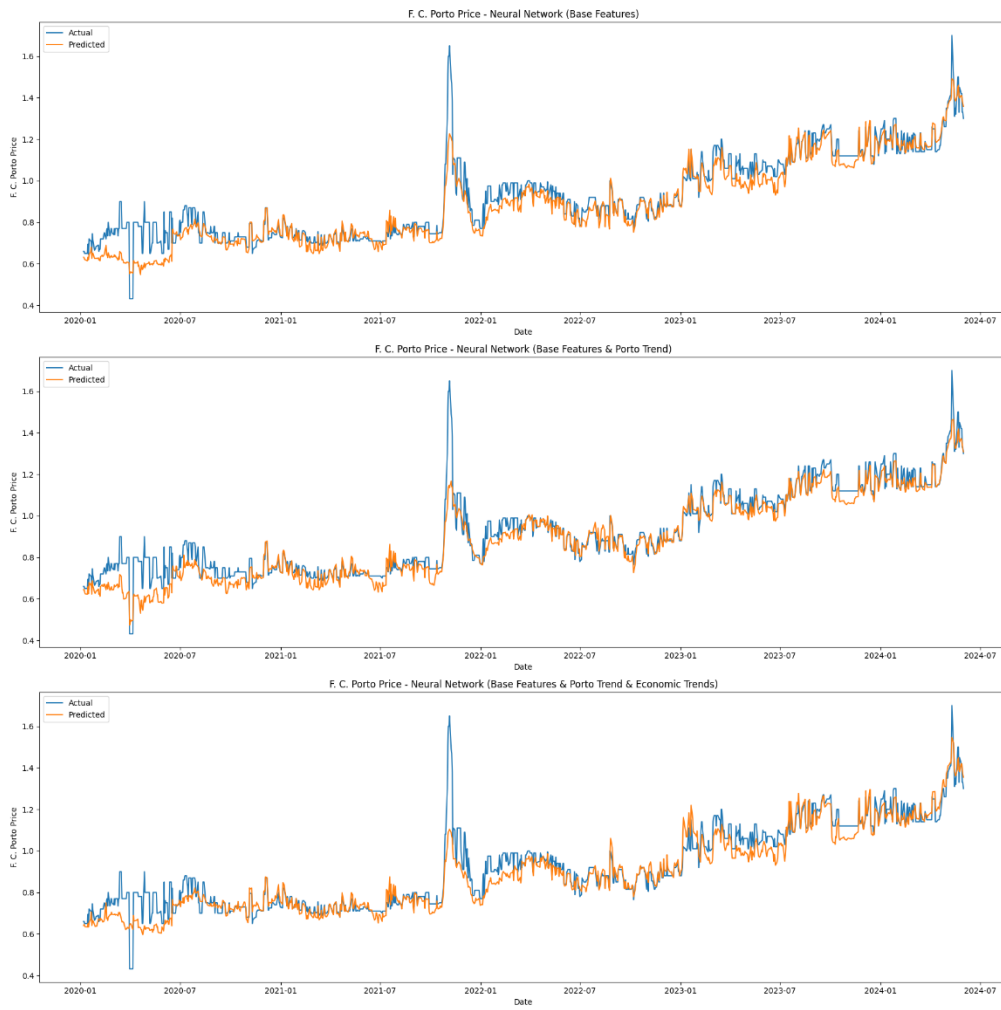 F. C. Porto Price - Neural Network (Base Features)
Actual
Predicted
F. C. Porto Price
1.6
1.4
1.2
1.0
0.8
0.6
0.4
2020-01 2020-07 2021-01 2021-07 2022-01 2022-07 2023-01 2023-07 2024-01 2024-07
Date
F. C. Porto Price - Neural Network (Base Features & Porto Trend)
Actual
Predicted
F. C. Porto Price
1.6
1.4
1.2
1.0
0.8
0.6
0.4
2020-01 2020-07 2021-01 2021-07 2022-01 2022-07 2023-01 2023-07 2024-01 2024-07
Date
F. C. Porto Price - Neural Network (Base Features & Porto Trend & Economic Trends)
Actual
Predicted
F. C. Porto Price
1.6
1.4
1.2
1.0
0.8
0.6
0.4
2020-01 2020-07 2021-01 2021-07 2022-01 2022-07 2023-01 2023-07 2024-01 2024-07
Date